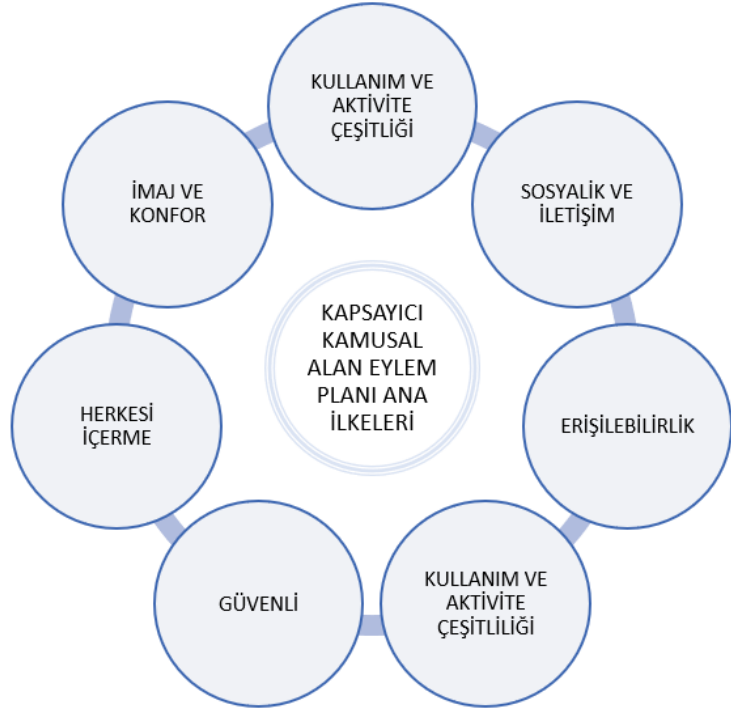 KULLANIM VE
AKTİVİTE
ÇEŞİTLİĞİ
SOSYALİK VE
İLETİŞİM
ERİŞİLEBİLİRLİK
KULLANIM VE
AKTİVİTE
ÇEŞİTLİLİĞİ
GÜVENLİ
HERKESİ
İÇERME
İMAJ VE
KONFOR
KAPSAYICI
KAMUSAL
ALAN EYLEM
PLANI ANA
İLKELERİ